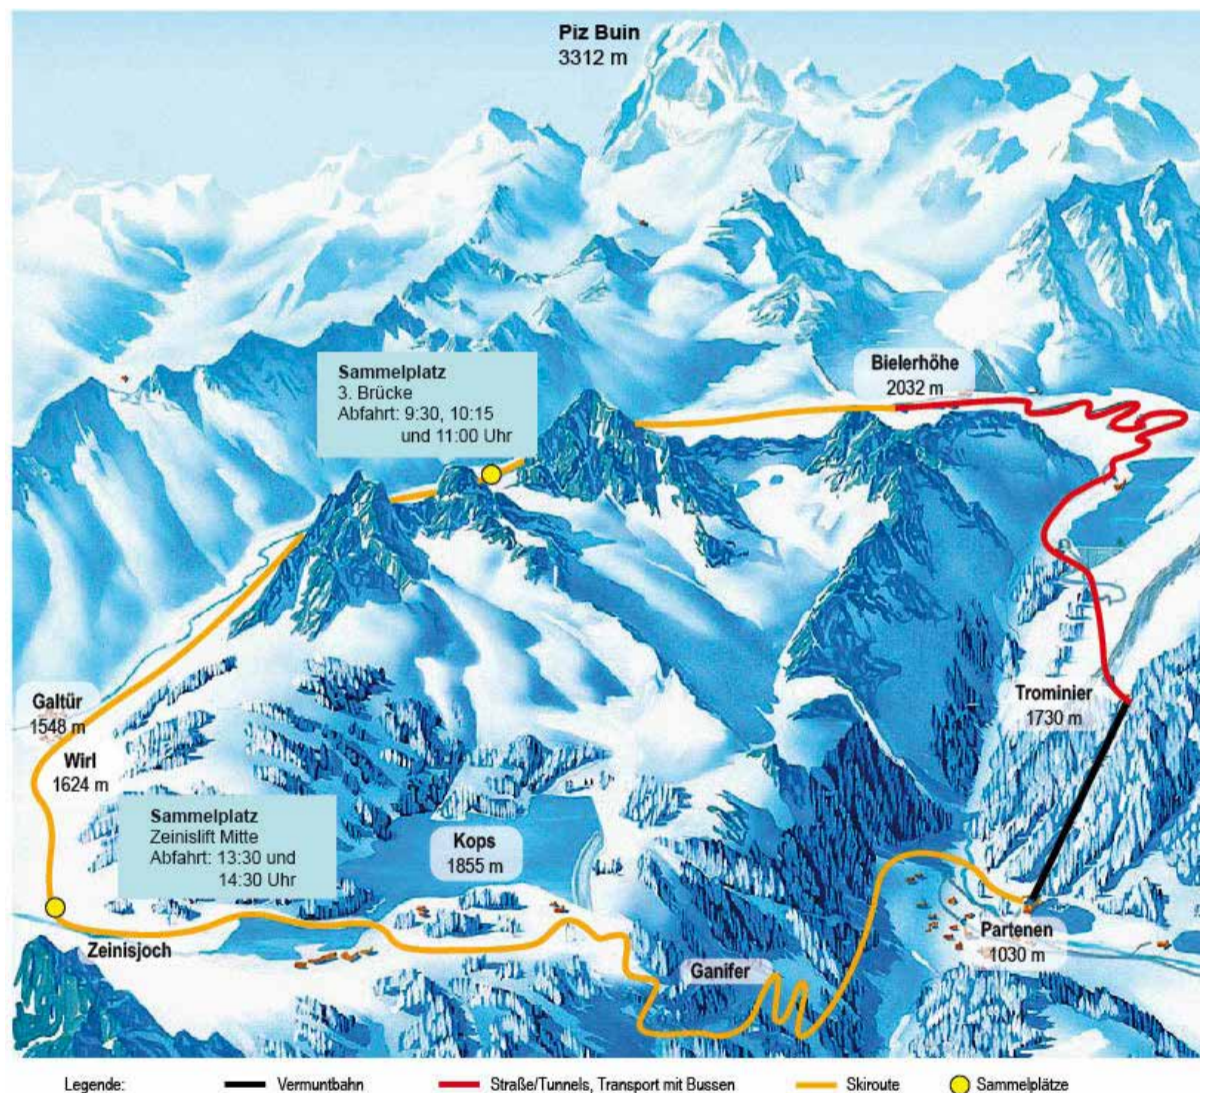 Piz Buin
3312 m
Bielerhöhe
2032 m
Sammelplatz
3. Brücke
Abfahrt: 9:30, 10:15
und 11:00 Uhr
Galtür
1548 m
Wirl
1624 m
Trominier
1730 m
Sammelplatz
Zeinislift Mitte
Abfahrt: 13:30 und
14:30 Uhr
Kops
1855 m
Zeinisjoch
Ganifer
Partenen
1030 m
Legende:
Vermuntbahn
Straße/Tunnels, Transport mit Bussen
Skiroute
Sammelplätze